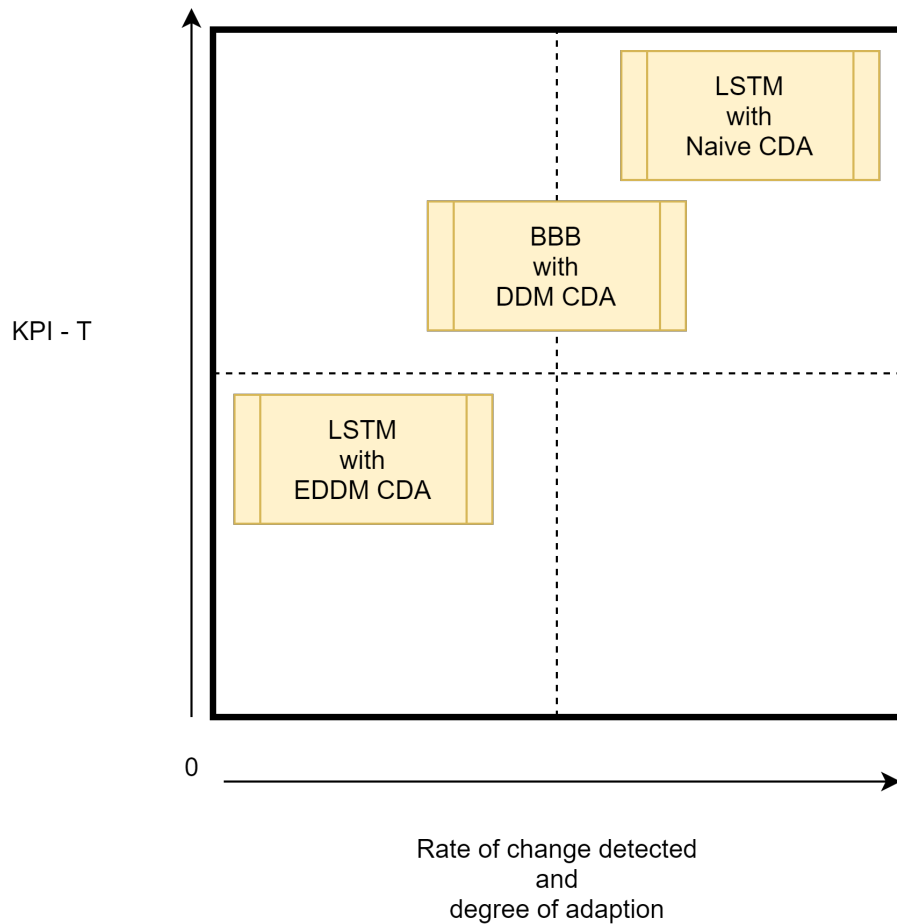 LSTM
with
Naive CDA
BBB
with
DDM CDA
KPI - T
LSTM
with
EDDM CDA
0
Rate of change detected
and
degree of adaption